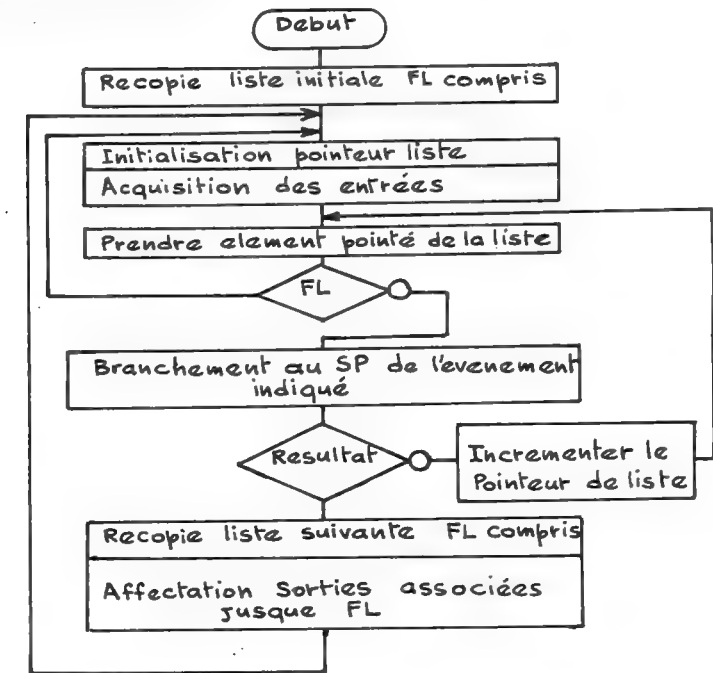 Debut
Recopie liste initiale FL compris
Initialisation pointeur liste
Acquisition des entrées
Prendre element pointé de la liste
FL
Branchement au SP de l'evenement
indiqué
Resultat
Incrementer le
Pointeur de liste
Recopie liste suivante FL compris
Affectation Sorties associées
jusque FL